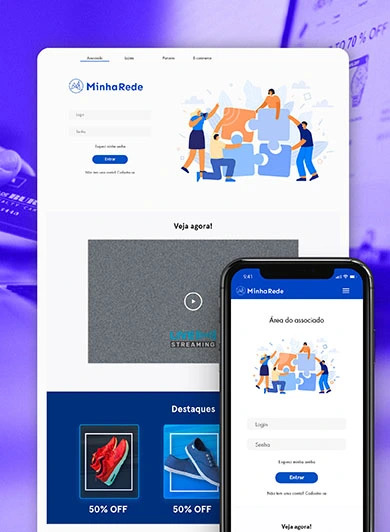 Associado Lojista Parceiro E-commerce
MinhaRede
Login
Senha
Esqueci minha senha
Entrar
Não tem uma conta? Cadastre-se
Veja agora!
STREAMING
Destaques
50% OFF
50% OFF
70 % OFF
9:41
MinhaRede
Área do associado
Login
Senha
Esqueci minha senha
Entrar
Não tem uma conta? Cadastre-se
Veja agora!